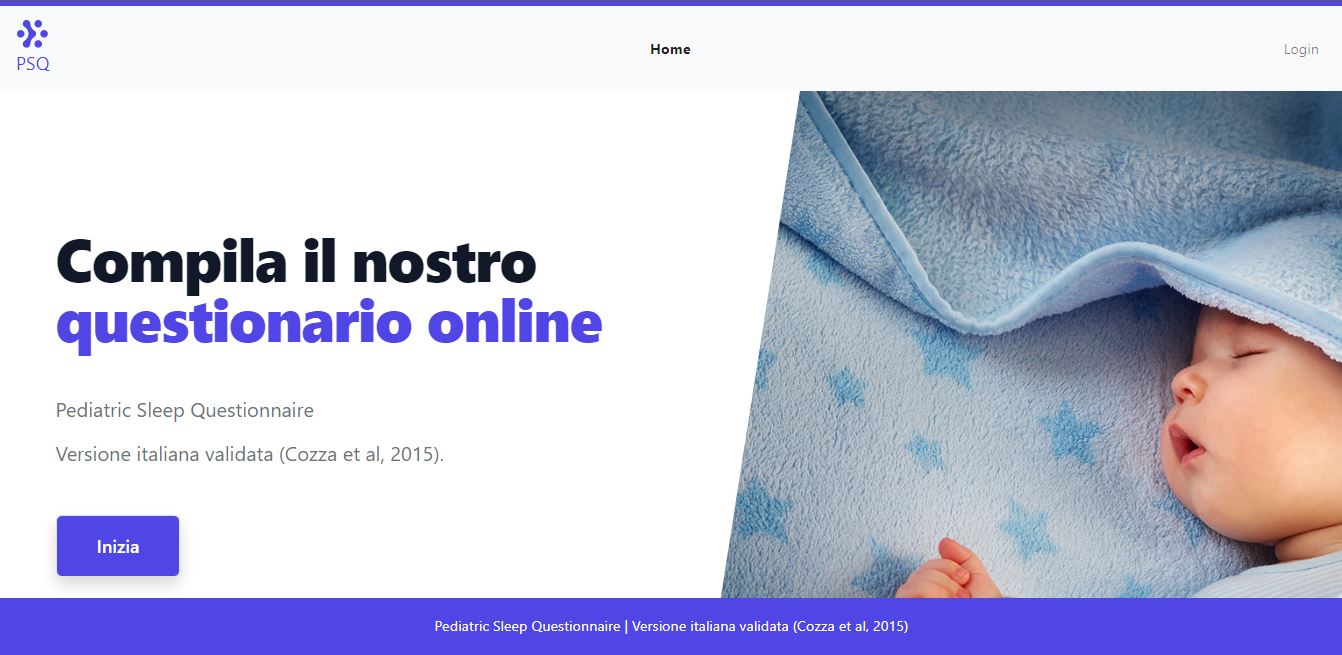 PSQ
Home
Login
Compila il nostro
questionario online
Pediatric Sleep Questionnaire
Versione italiana validata (Cozza et al, 2015).
Inizia
Pediatric Sleep Questionnaire | Versione italiana validata (Cozza et al, 2015)